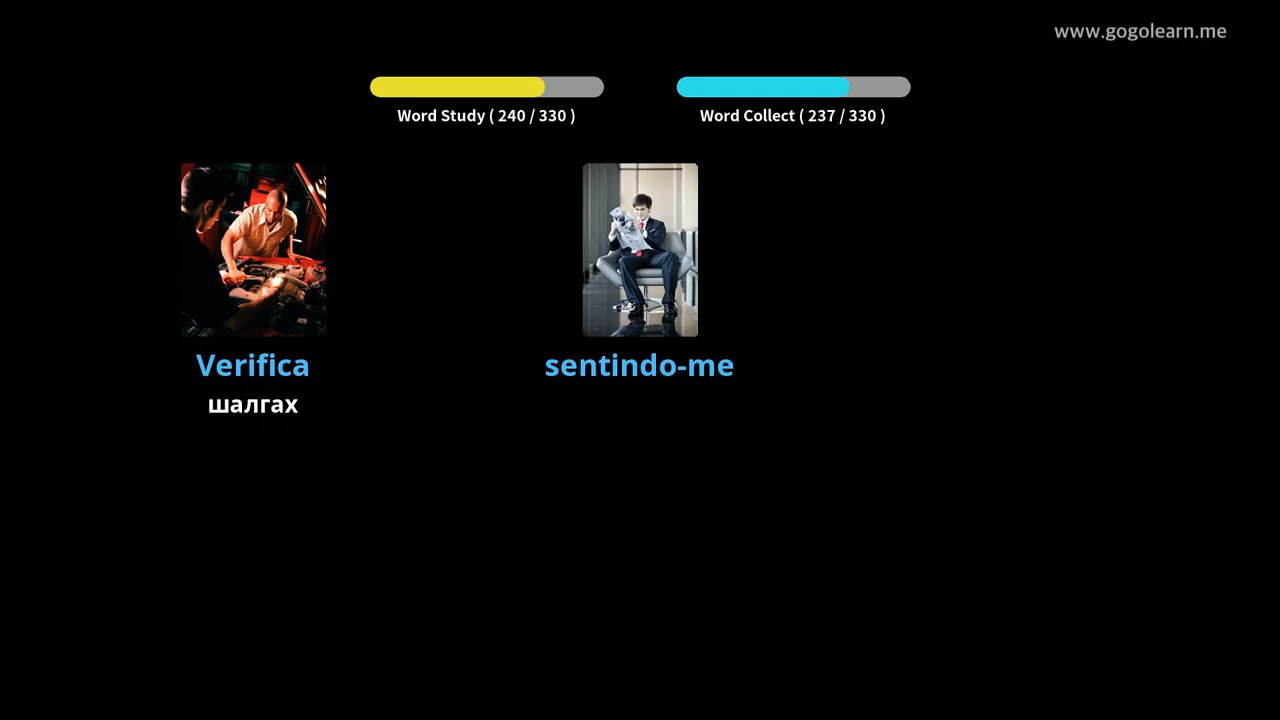 www.gogolearn.me
Word Study ( 240 / 330 )
Word Collect ( 237 / 330 )
Verifica
sentindo-me
шалгах